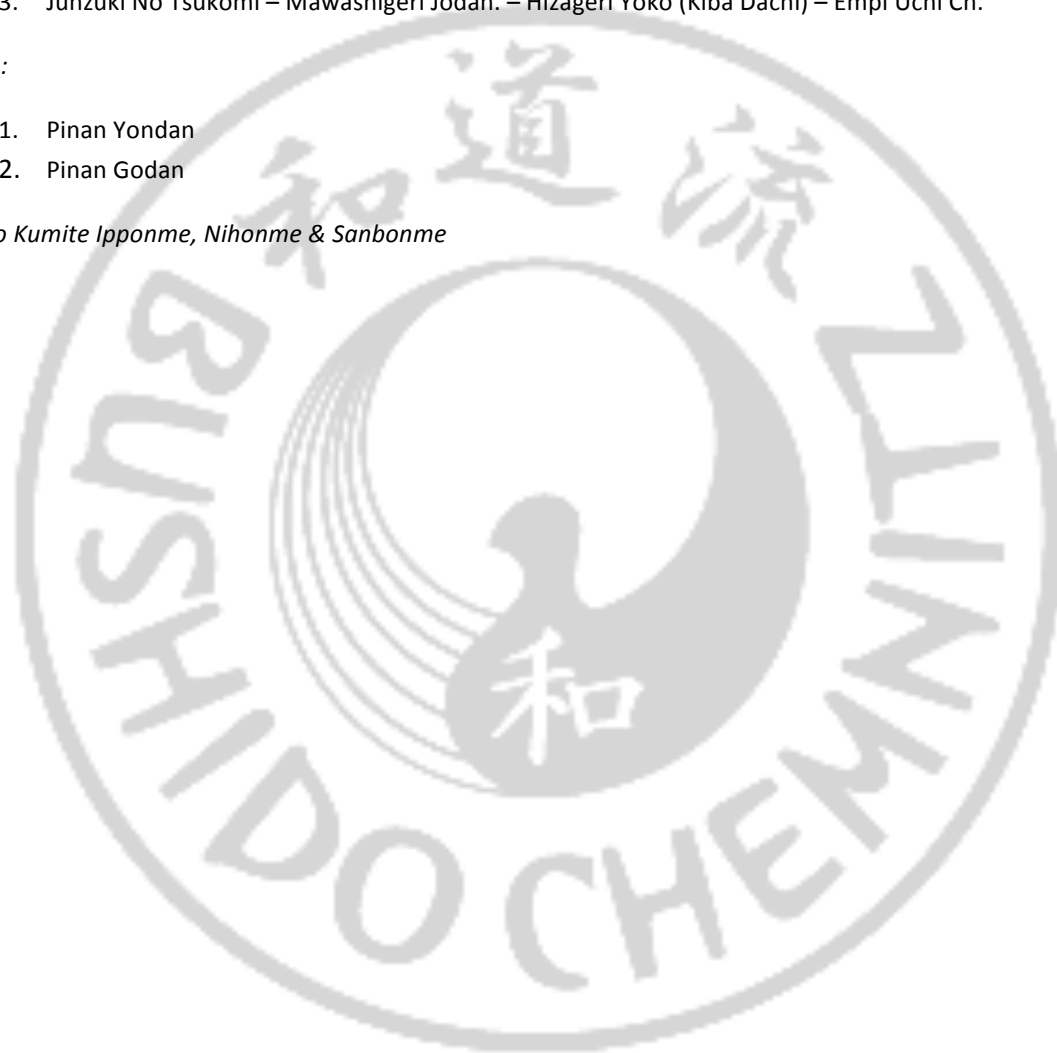 3. Junzuki No Tsukomi – Mawashigeri Jodan. – Hizageri Yoko (Kiba Dachi) – Empi Uchi Ch.
:
1. Pinan Yondan
2. Pinan Godan
o Kumite Ipponme, Nihonme & Sanbonme
和道流
BUSHIDO CHEMNITZ
和